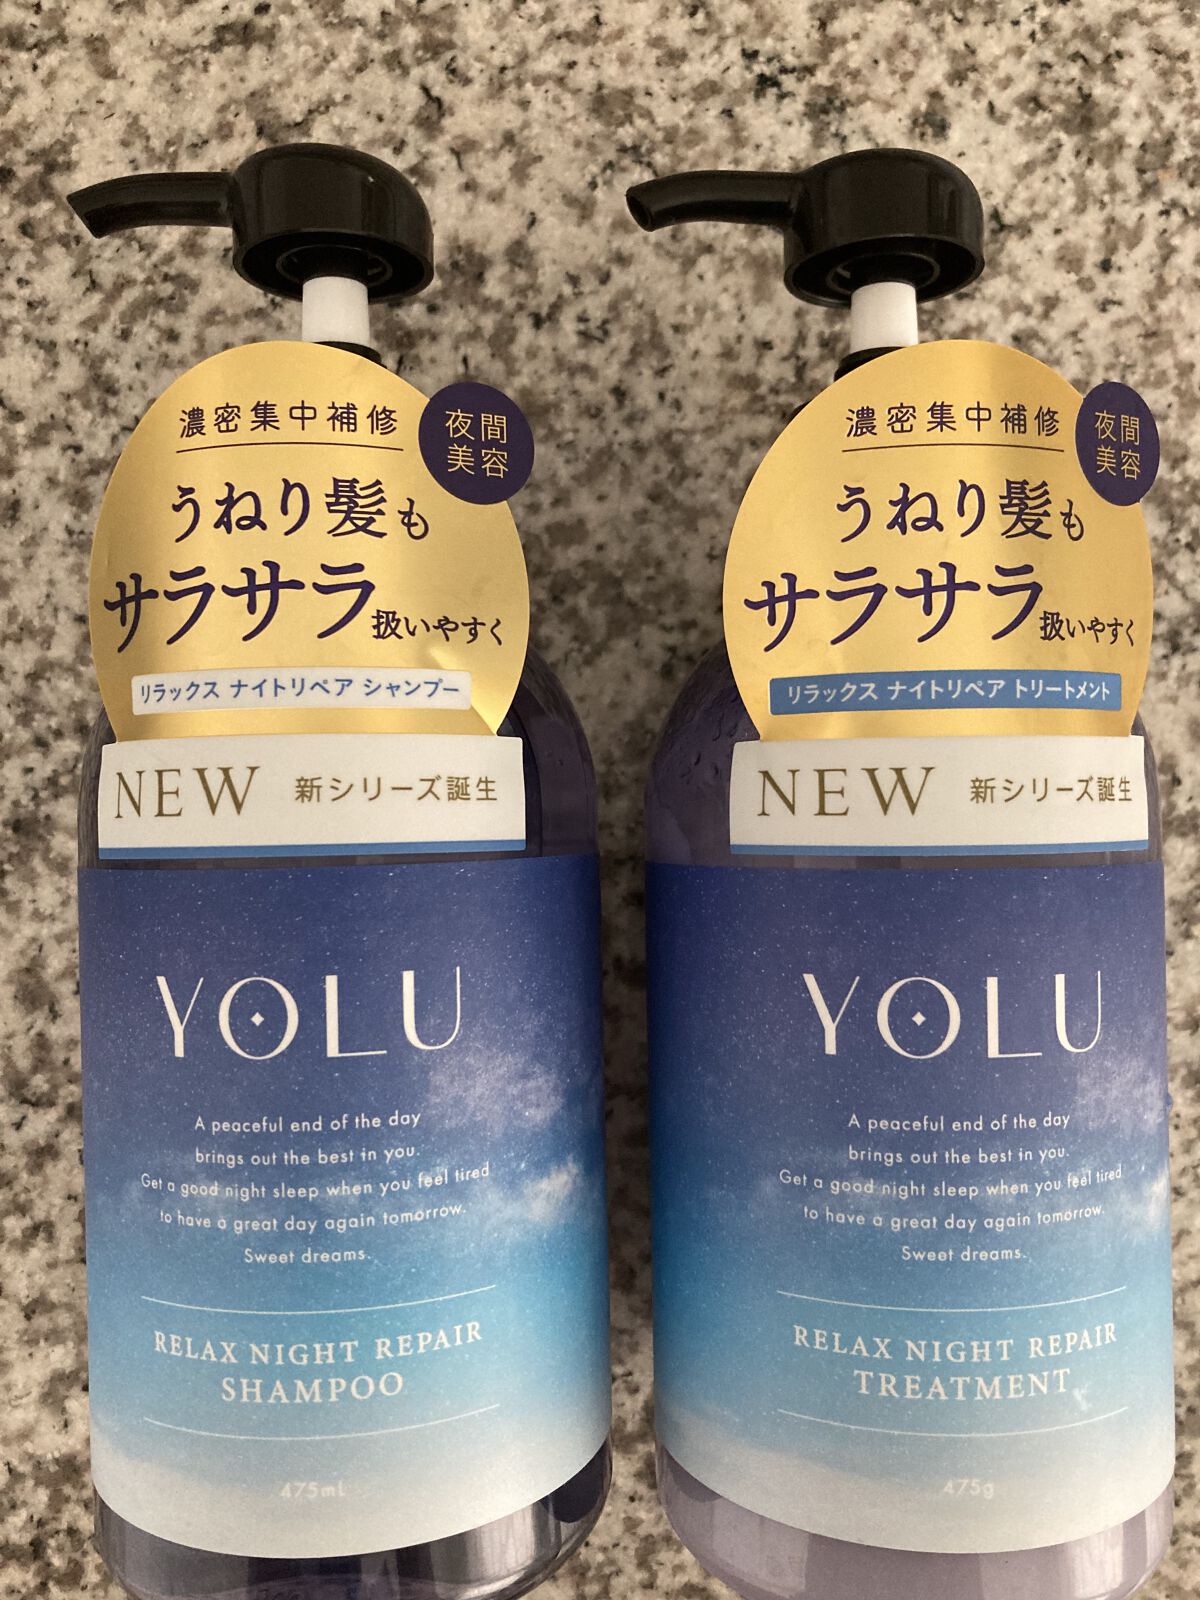 濃密集中補修
夜間
美容
うねり髪も
サラサラ扱いやすく
リラックス ナイトリペア シャンプー
NEW 新シリーズ誕生
YOLU
A peaceful end of the day
brings out the best in you.
Get a good night sleep when you feel tired
to have a great day again tomorrow.
Sweet dreams.
RELAX NIGHT REPAIR
SHAMPOO
475mL
濃密集中補修
夜間
美容
うねり髪も
サラサラ扱いやすく
リラックス ナイトリペア トリートメント
NEW 新シリーズ誕生
YOLU
A peaceful end of the day
brings out the best in you.
Get a good night sleep when you feel tired
to have a great day again tomorrow.
Sweet dreams.
RELAX NIGHT REPAIR
TREATMENT
475g